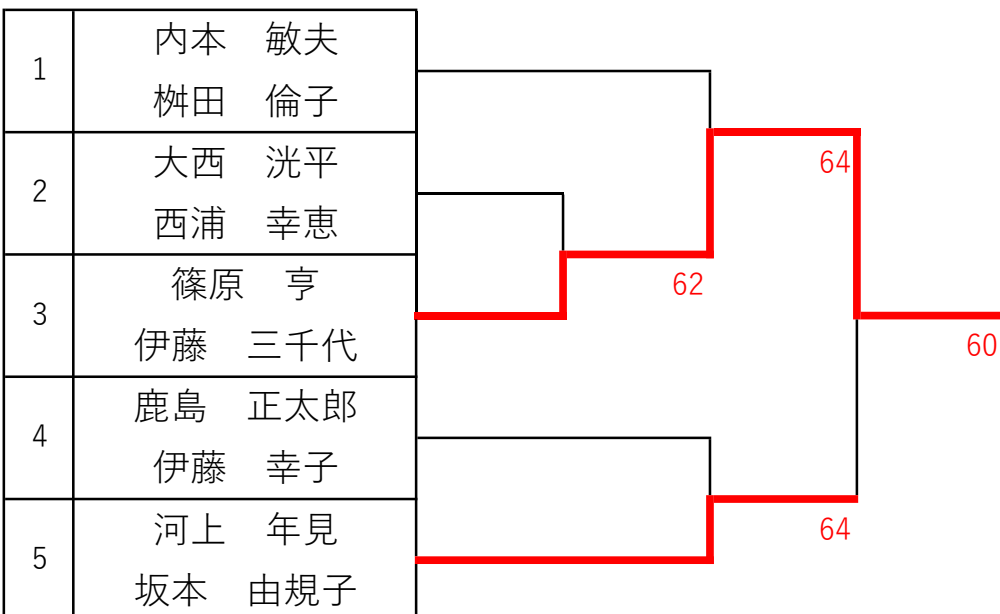 1
内本　敏夫
桝田　倫子
2
大西　洸平
西浦　幸恵
3
篠原　亨
伊藤　三千代
4
鹿島　正太郎
伊藤　幸子
5
河上　年見
坂本　由規子
64
62
60
64